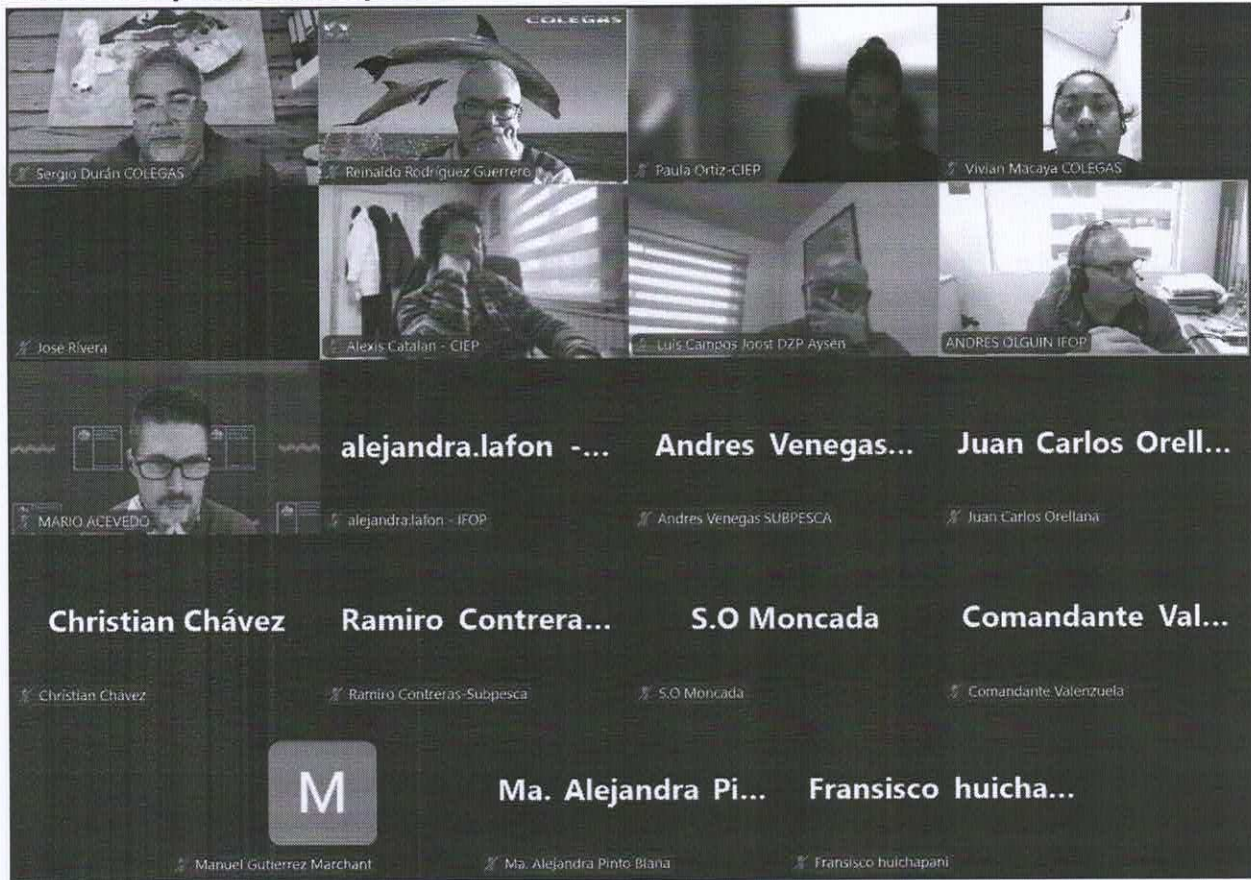 COLEGAS
Sergio Durán COLEGAS
Reinaldo Rodríguez Guerrero
Paula Ortiz-CIEP
Vivian Macaya COLEGAS
José Rivera
Alexis Catalán - CIEP
Luis Campos Joost DZP Aysén
ANDRES OLGUIN IFOP
MARIO ACEVEDO
alejandra.lafon -...
alejandra.lafon - IFOP
Andres Venegas...
Andres Venegas SUBPESCA
Juan Carlos Orell...
Juan Carlos Orellana
Christian Chávez
Christian Chávez
Ramiro Contrera...
Ramiro Contreras-Subpesca
S.O Moncada
S.O Moncada
Comandante Val...
Comandante Valenzuela
M
Manuel Gutierrez Marchant
Ma. Alejandra Pi...
Ma. Alejandra Pinto Blaña
Fransisco huicha...
Fransisco huichapani